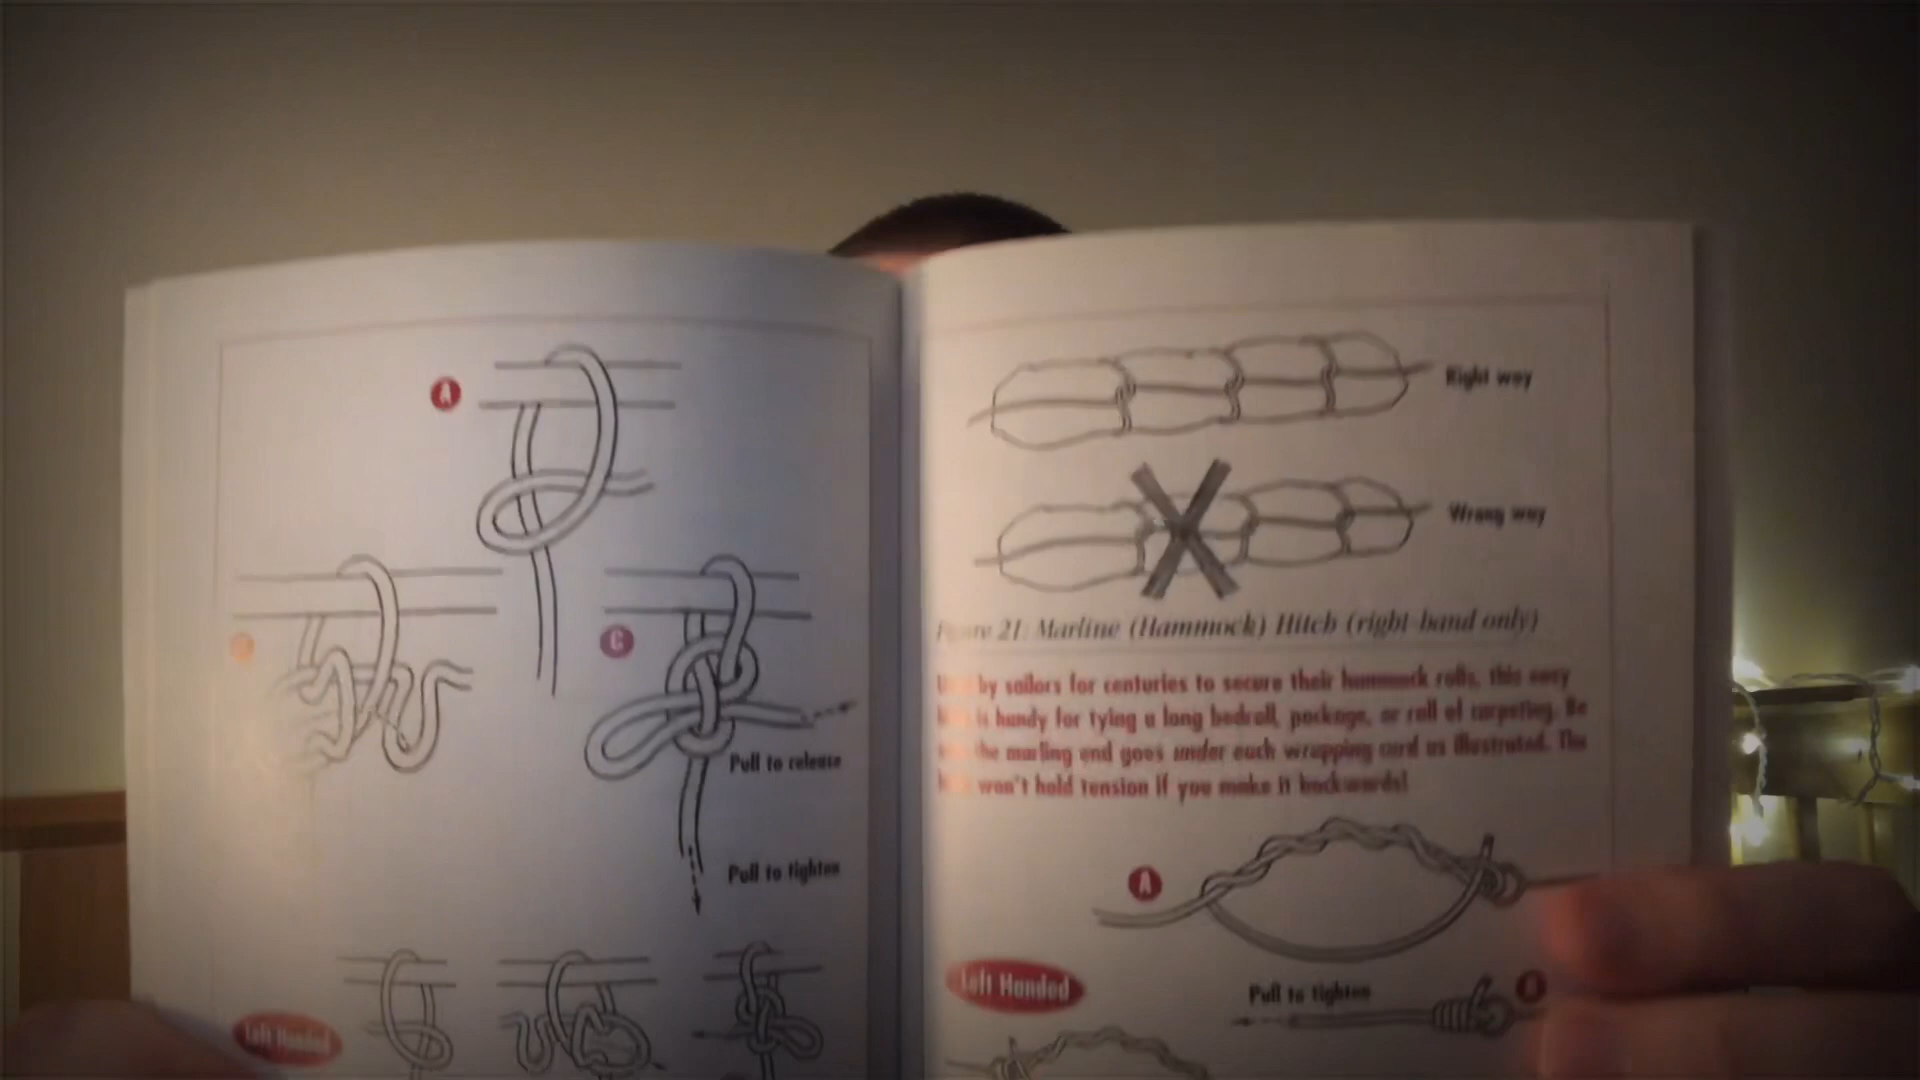 A
C
Pull to release
Pull to tighten
Left Handed
Right way
Wrong way
Figure 21: Marline (Hammock) Hitch (right-hand only)
by sailors for centuries to secure their hammock rolls, this easy
is handy for tying a long bedroll, package, or roll of carpeting. Be
the marling end goes under each wrapping cord as illustrated. The
won't hold tension if you make it backwards!
A
Left Handed
Pull to tighten